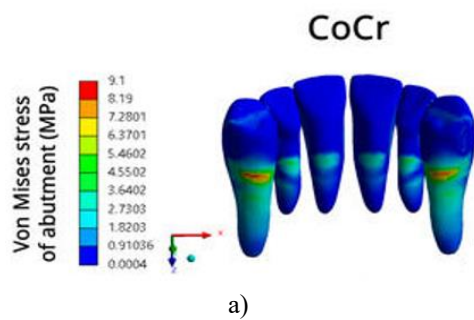 CoCr
Von Mises stress
of abutment (MPa)
9.1
8.19
7.2801
6.3701
5.4602
4.5502
3.6402
2.7303
1.8203
0.91036
0.0004
X
Z
a)